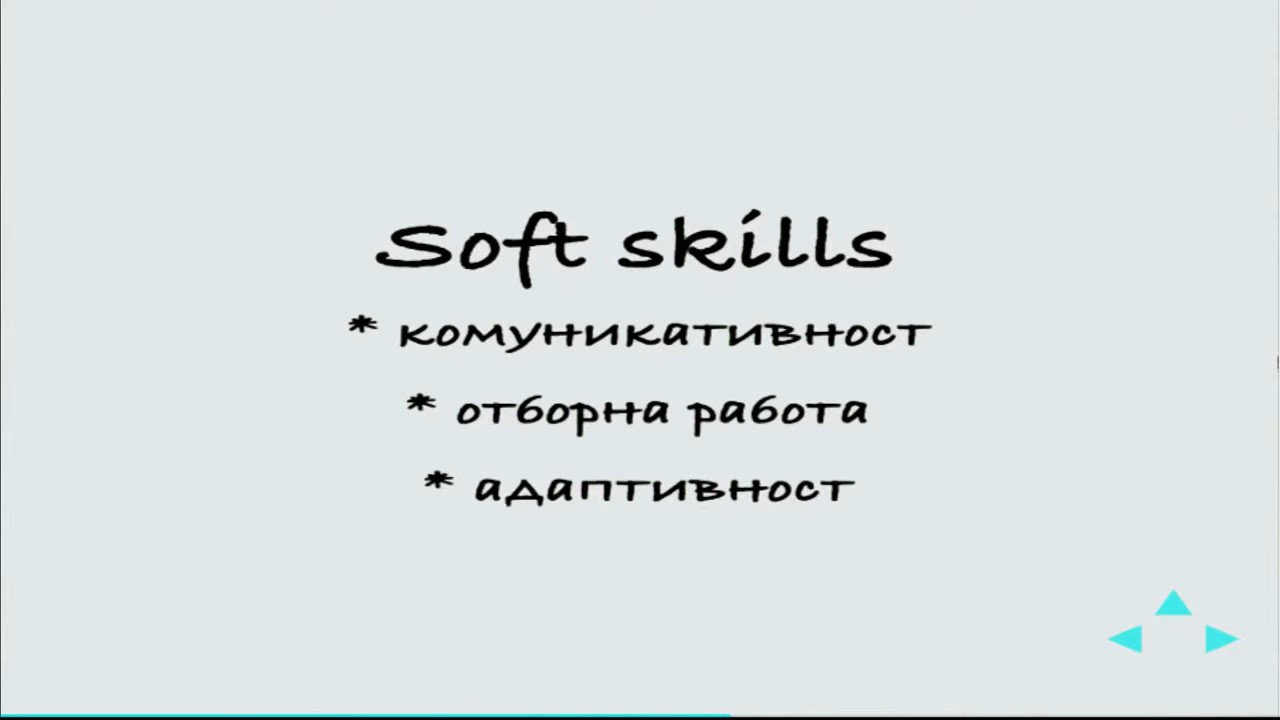 Soft skills
* комуникативност
* отборна работа
* адаптивност